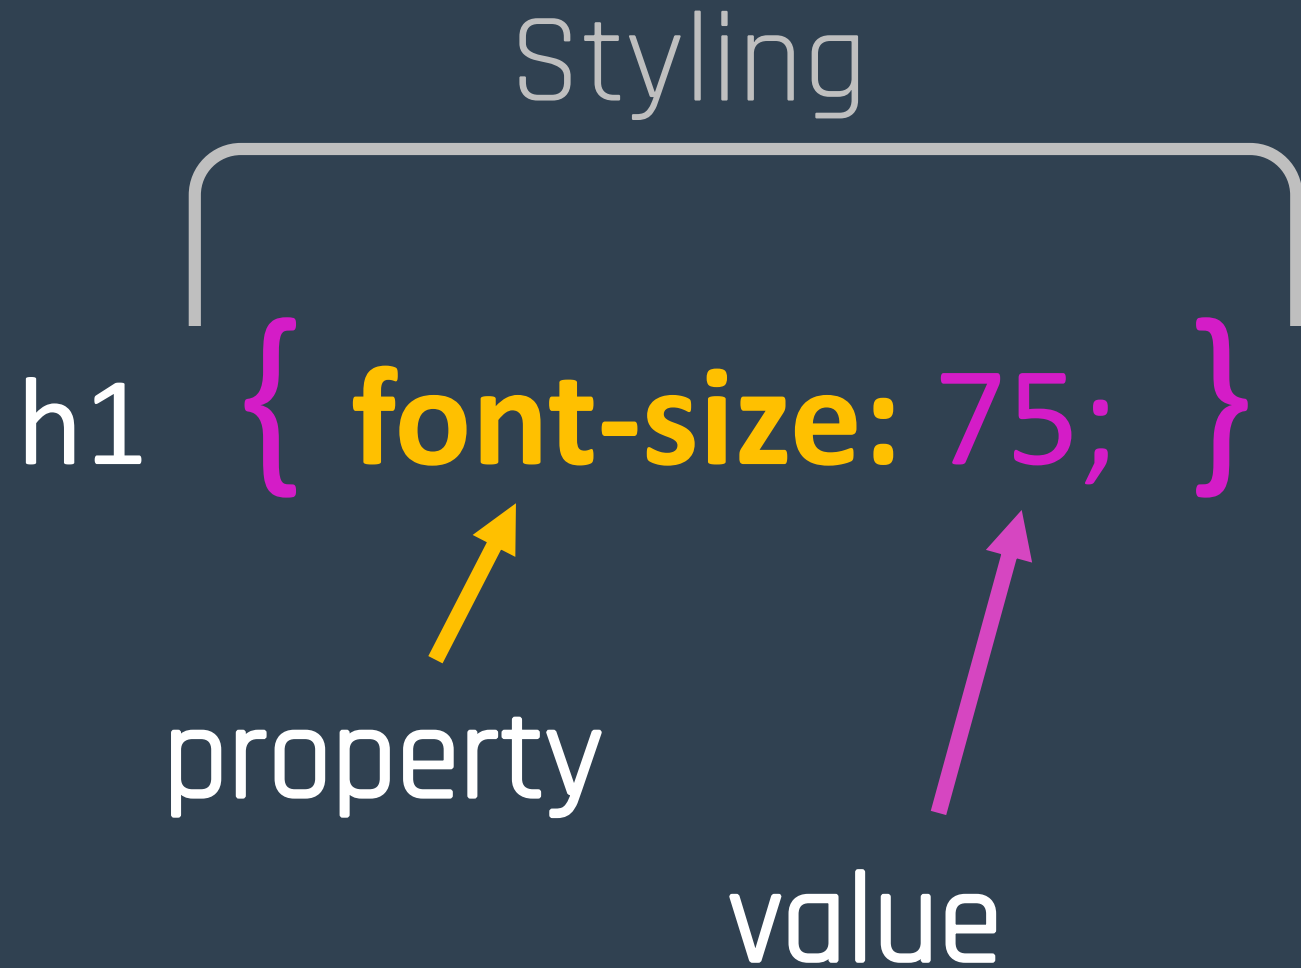 Styling
h1 { font-size: 75; }
property
value